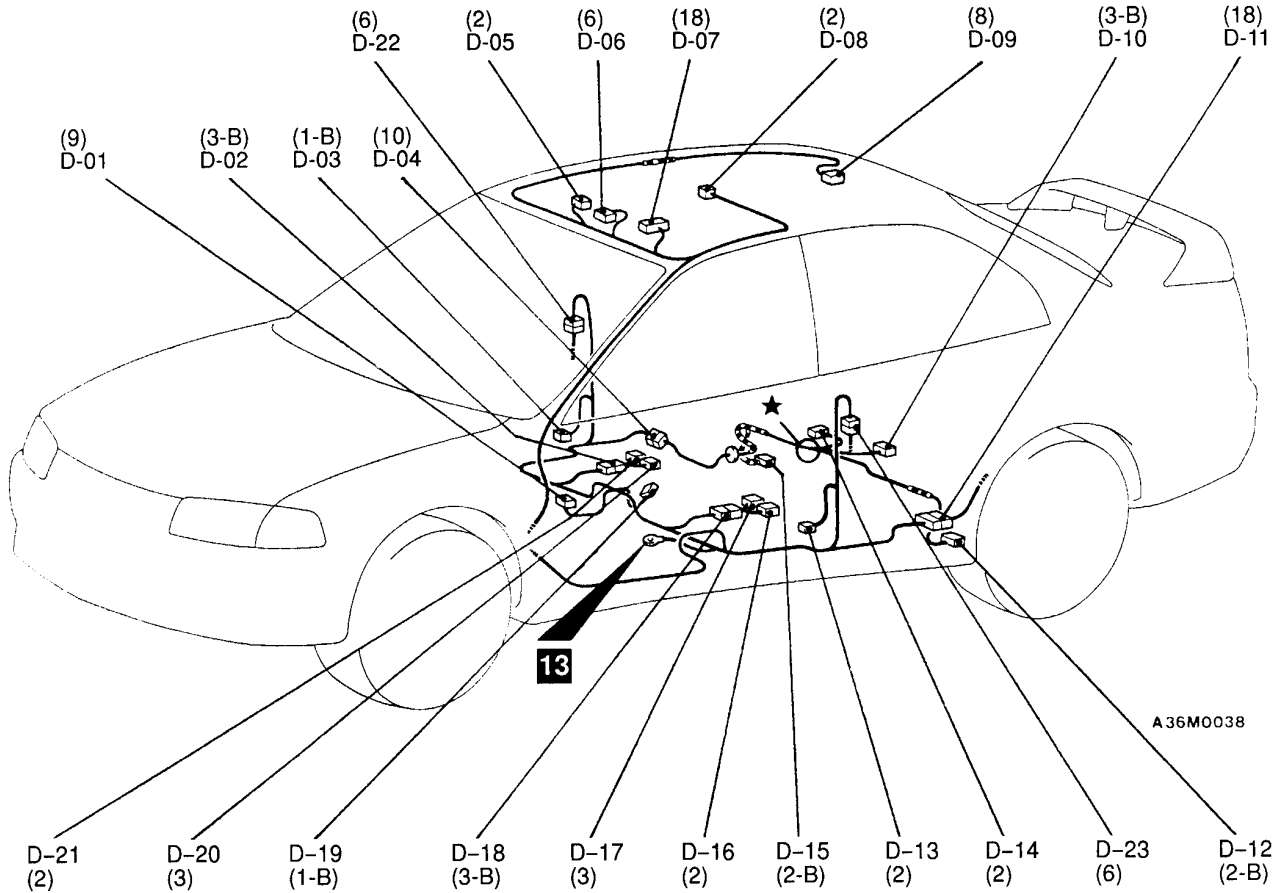 (6) (2) (6) (18) (2) (8) (3-B) (18)
D-22 D-05 D-06 D-07 D-08 D-09 D-10 D-11
(9) (3-B) (1-B) (10)
D-01 D-02 D-03 D-04
★
13
A36M0038
D-21 D-20 D-19 D-18 D-17 D-16 D-15 D-13 D-14 D-23 D-12
(2) (3) (1-B) (3-B) (3) (2) (2-B) (2) (2) (6) (2-B)